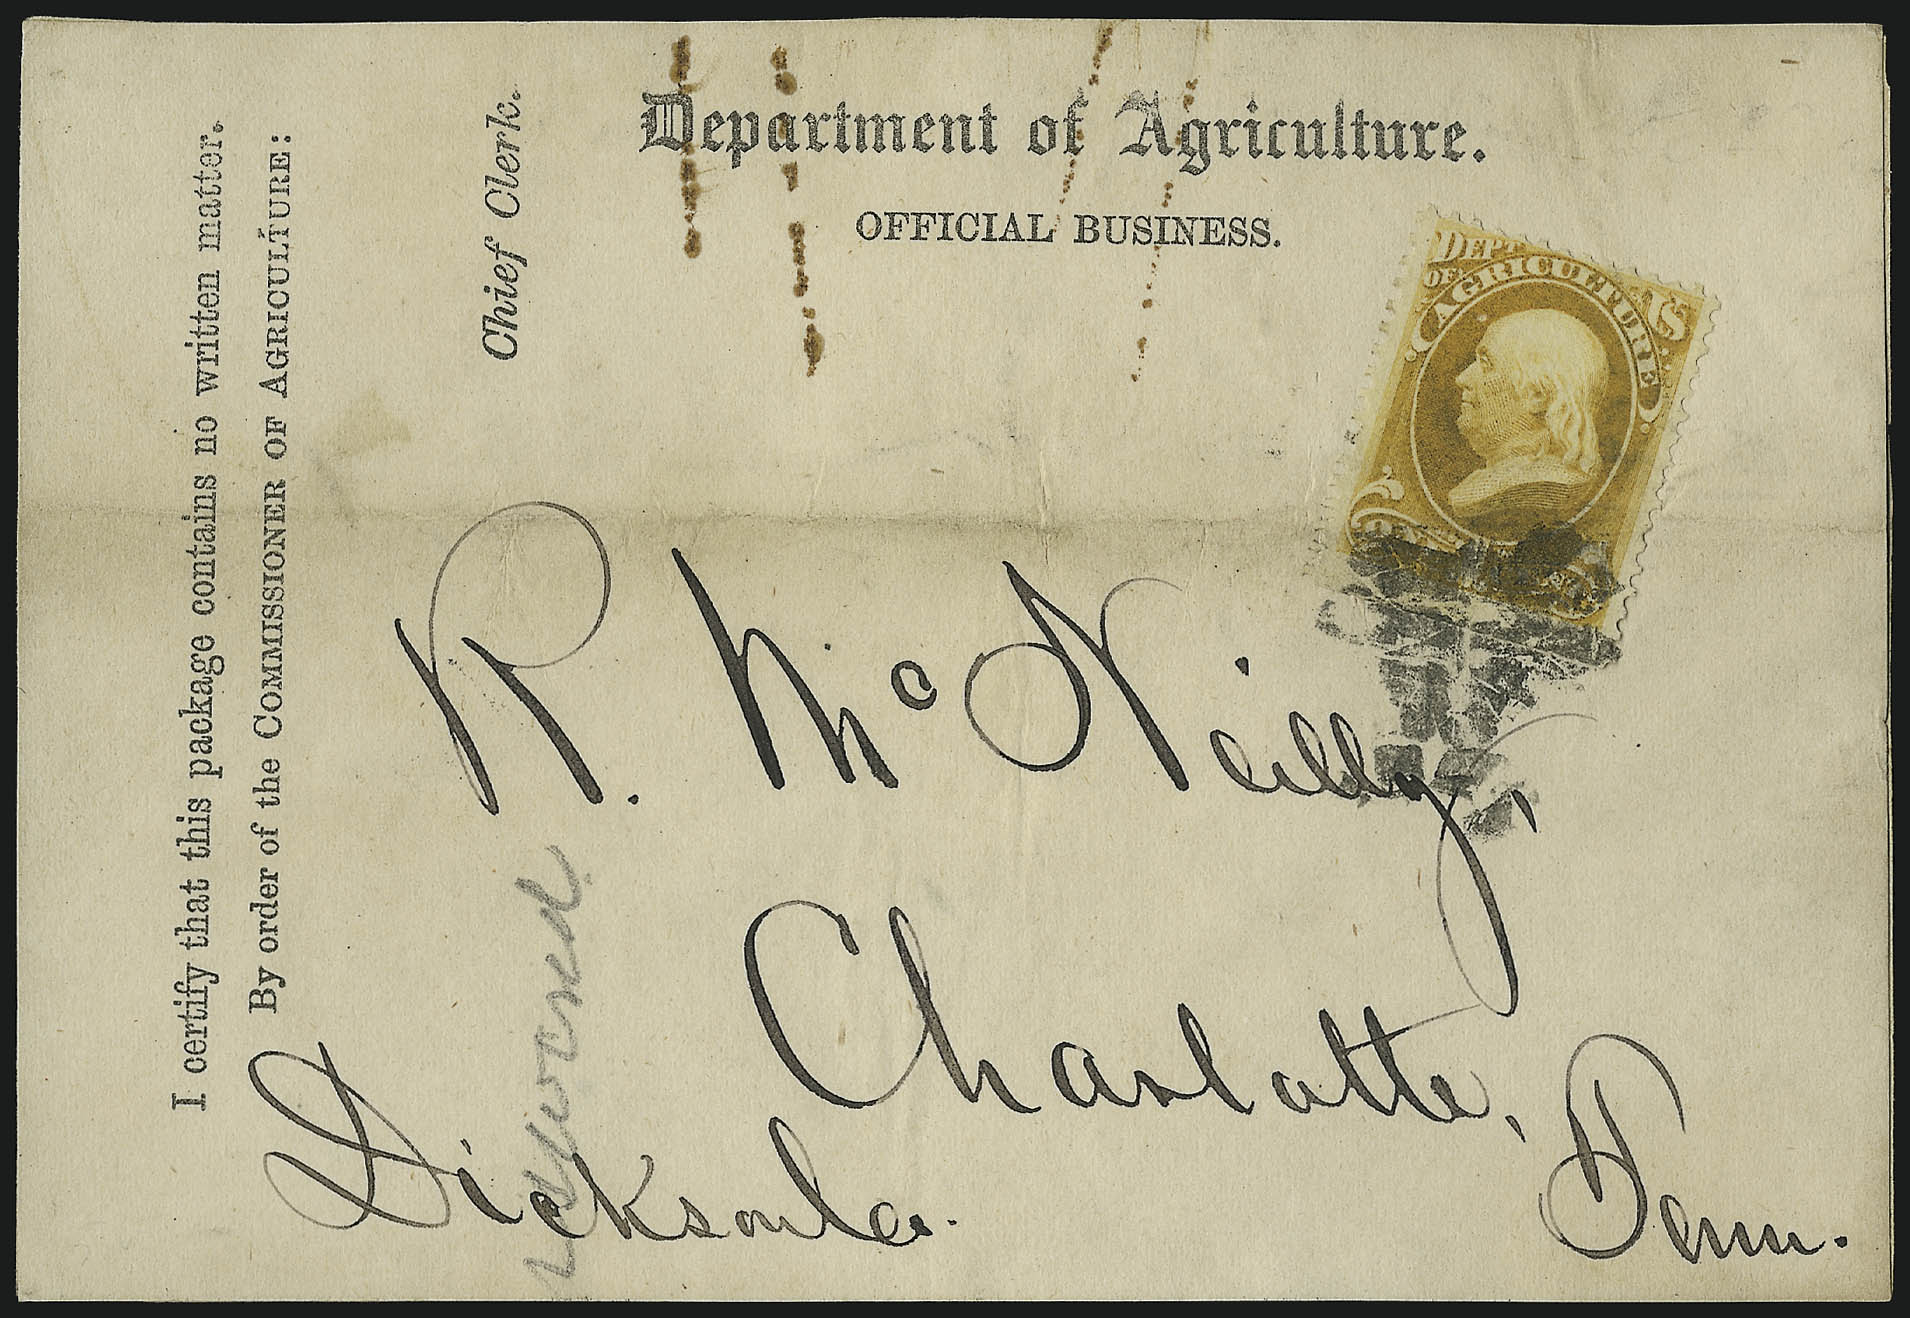 Department of Agriculture.
OFFICIAL BUSINESS.
I certify that this package contains no written matter.
By order of the COMMISSIONER OF AGRICULTURE:
Chief Clerk.
DEPT.
OF
AGRICULTURE
U.S.
R. McNeilly,
Charlotte,
Dickson Co.
Tenn.